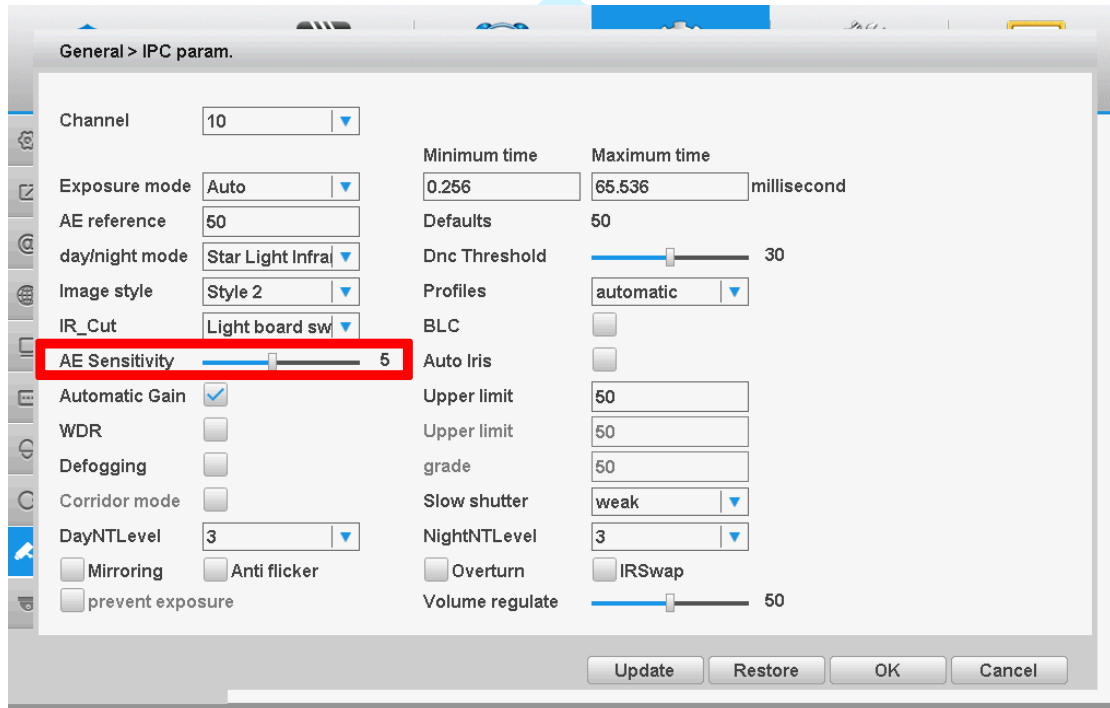 General > IPC param.
Channel 10
Minimum time Maximum time
Exposure mode Auto 0.256 65.536 millisecond
AE reference 50 Defaults 50
day/night mode Star Light Infrai Dnc Threshold 30
Image style Style 2 Profiles automatic
IR_Cut Light board sw BLC
AE Sensitivity 5 Auto Iris
Automatic Gain Upper limit 50
WDR Upper limit 50
Defogging grade 50
Corridor mode Slow shutter weak
DayNTLevel 3 NightNTLevel 3
Mirroring Anti flicker Overturn IRSwap
prevent exposure Volume regulate 50
Update Restore OK Cancel